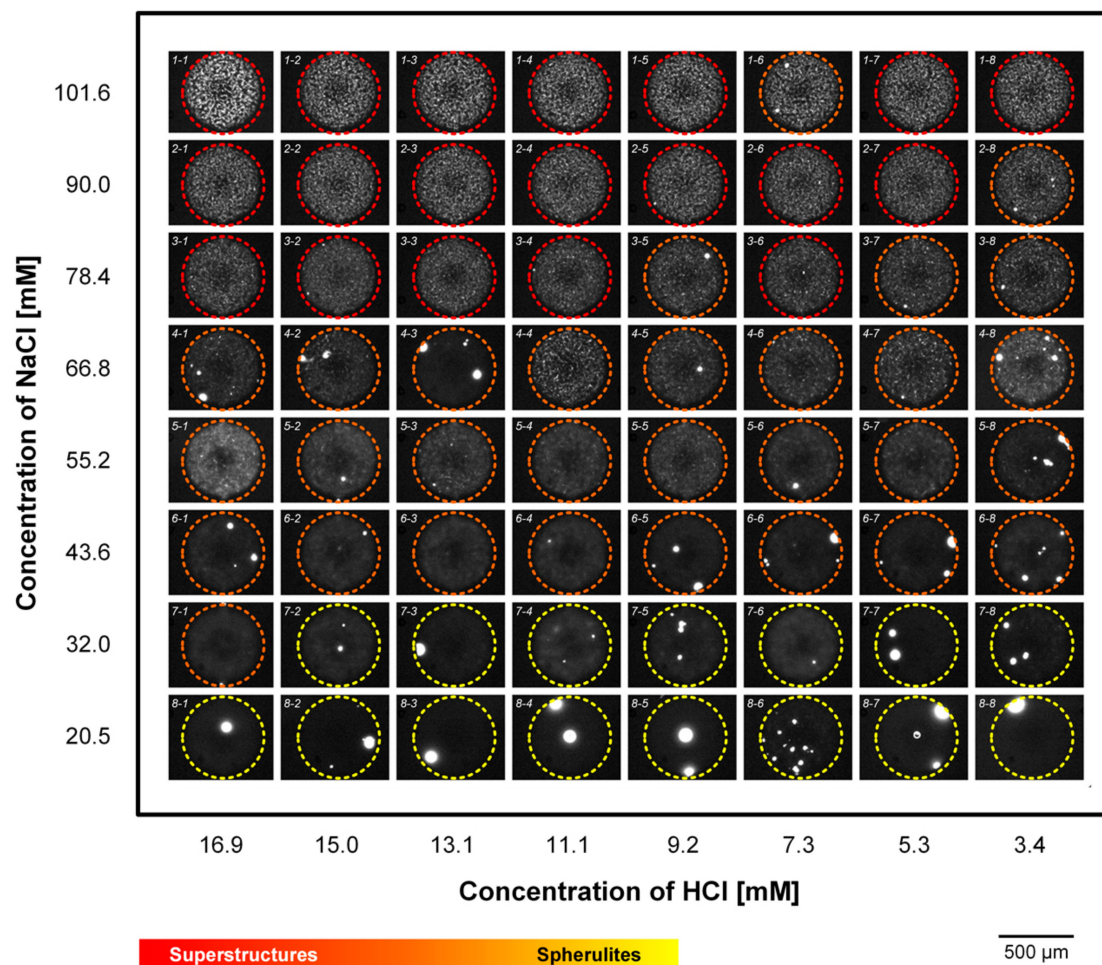 1-1 1-2 1-3 1-4 1-5 1-6 1-7 1-8
101.6
2-1 2-2 2-3 2-4 2-5 2-6 2-7 2-8
90.0
3-1 3-2 3-3 3-4 3-5 3-6 3-7 3-8
78.4
4-1 4-2 4-3 4-4 4-5 4-6 4-7 4-8
66.8
5-1 5-2 5-3 5-4 5-5 5-6 5-7 5-8
55.2
6-1 6-2 6-3 6-4 6-5 6-6 6-7 6-8
43.6
7-1 7-2 7-3 7-4 7-5 7-6 7-7 7-8
32.0
8-1 8-2 8-3 8-4 8-5 8-6 8-7 8-8
20.5
Concentration of NaCl [mM]
16.9 15.0 13.1 11.1 9.2 7.3 5.3 3.4
Concentration of HCl [mM]
Superstructures Spherulites
500 µm